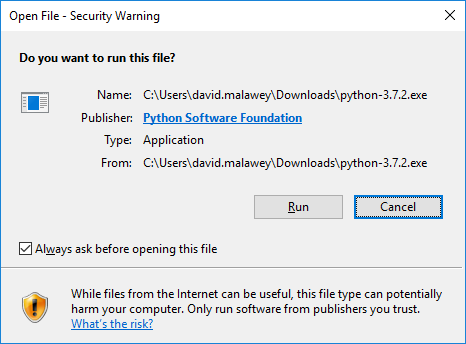 Open File - Security Warning
Do you want to run this file?
Name: C:\Users\david.malawey\Downloads\python-3.7.2.exe
Publisher: Python Software Foundation
Type: Application
From: C:\Users\david.malawey\Downloads\python-3.7.2.exe
Run Cancel
Always ask before opening this file
While files from the Internet can be useful, this file type can potentially
harm your computer. Only run software from publishers you trust.
What's the risk?